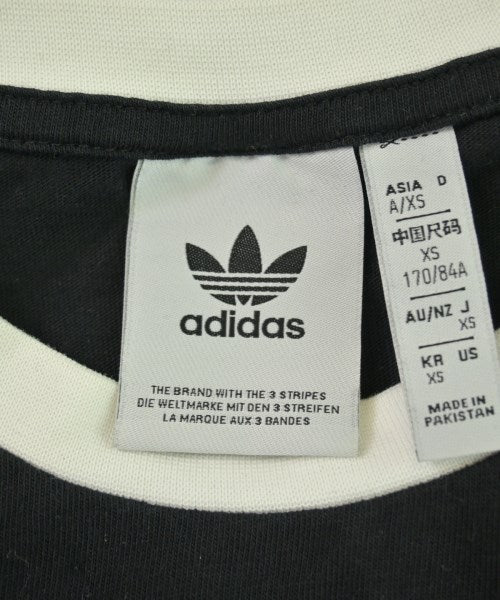 adidas
THE BRAND WITH THE 3 STRIPES
DIE WELTMARKE MIT DEN 3 STREIFEN
LA MARQUE AUX 3 BANDES
ASIA D
A/XS
中国尺码
XS
170/84A
AU/NZ J
XS
KR US
XS
MADE IN
PAKISTAN